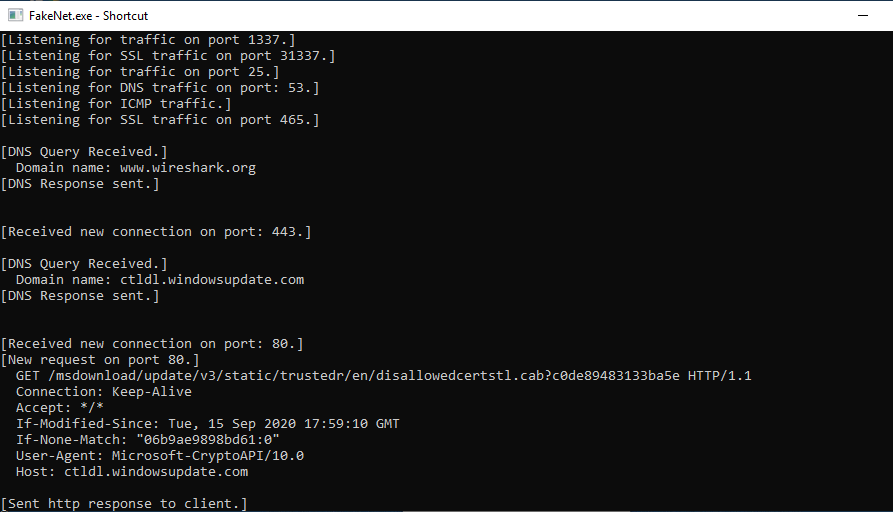 FakeNet.exe - Shortcut
[Listening for traffic on port 1337.]
[Listening for SSL traffic on port 31337.]
[Listening for traffic on port 25.]
[Listening for DNS traffic on port: 53.]
[Listening for ICMP traffic.]
[Listening for SSL traffic on port 465.]
[DNS Query Received.]
Domain name: www.wireshark.org
[DNS Response sent.]
[Received new connection on port: 443.]
[DNS Query Received.]
Domain name: ctldl.windowsupdate.com
[DNS Response sent.]
[Received new connection on port: 80.]
[New request on port 80.]
GET /msdownload/update/v3/static/trustedr/en/disallowedcertstl.cab?c0de89483133ba5e HTTP/1.1
Connection: Keep-Alive
Accept: */*
If-Modified-Since: Tue, 15 Sep 2020 17:59:10 GMT
If-None-Match: "06b9ae9898bd61:0"
User-Agent: Microsoft-CryptoAPI/10.0
Host: ctldl.windowsupdate.com
[Sent http response to client.]